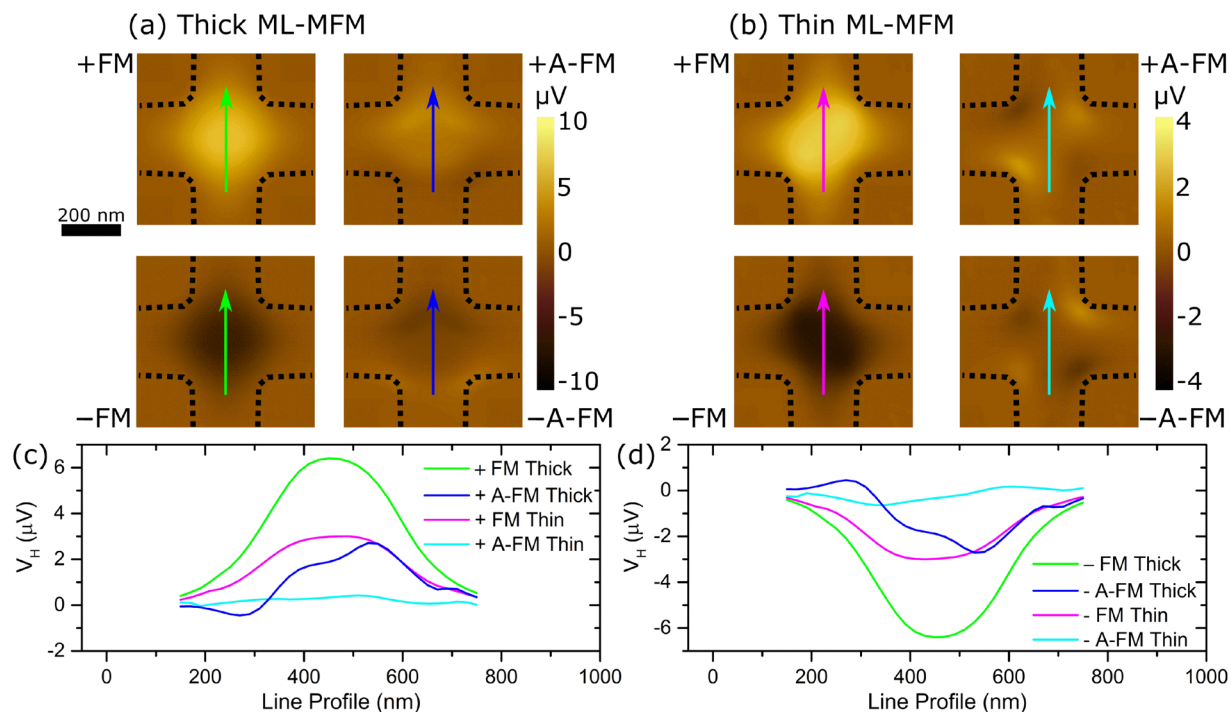 (a) Thick ML-MFM
+FM
+A-FM
µV
10
5
0
-5
-10
200 nm
−FM
−A-FM
(b) Thin ML-MFM
+FM
+A-FM
µV
4
2
0
-2
-4
−FM
−A-FM
(c)
6
4
2
0
-2
V_H (µV)
+ FM Thick
+ A-FM Thick
+ FM Thin
+ A-FM Thin
0 200 400 600 800 1000
Line Profile (nm)
(d)
2
0
-2
-4
-6
V_H (µV)
– FM Thick
- A-FM Thick
- FM Thin
- A-FM Thin
0 200 400 600 800 1000
Line Profile (nm)